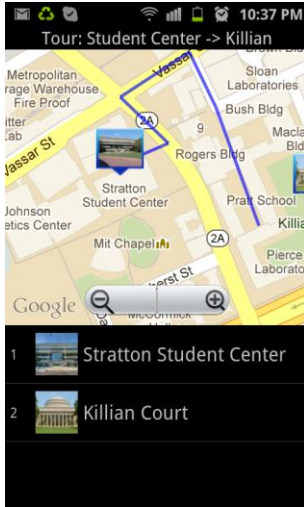 10:37 PM
Tour: Student Center -> Killian
Metropolitan
rage Warehouse
Fire Proof
Vassar
Sloan
Laboratories
Bush Bldg
2A
9
Rogers Bldg
Vassar St
Stratton
Student Center
Pratt School
Johnson
etics Center
Mit Chapel
2A
Pierce
Laborato
Google
McCormick
1 Stratton Student Center
2 Killian Court